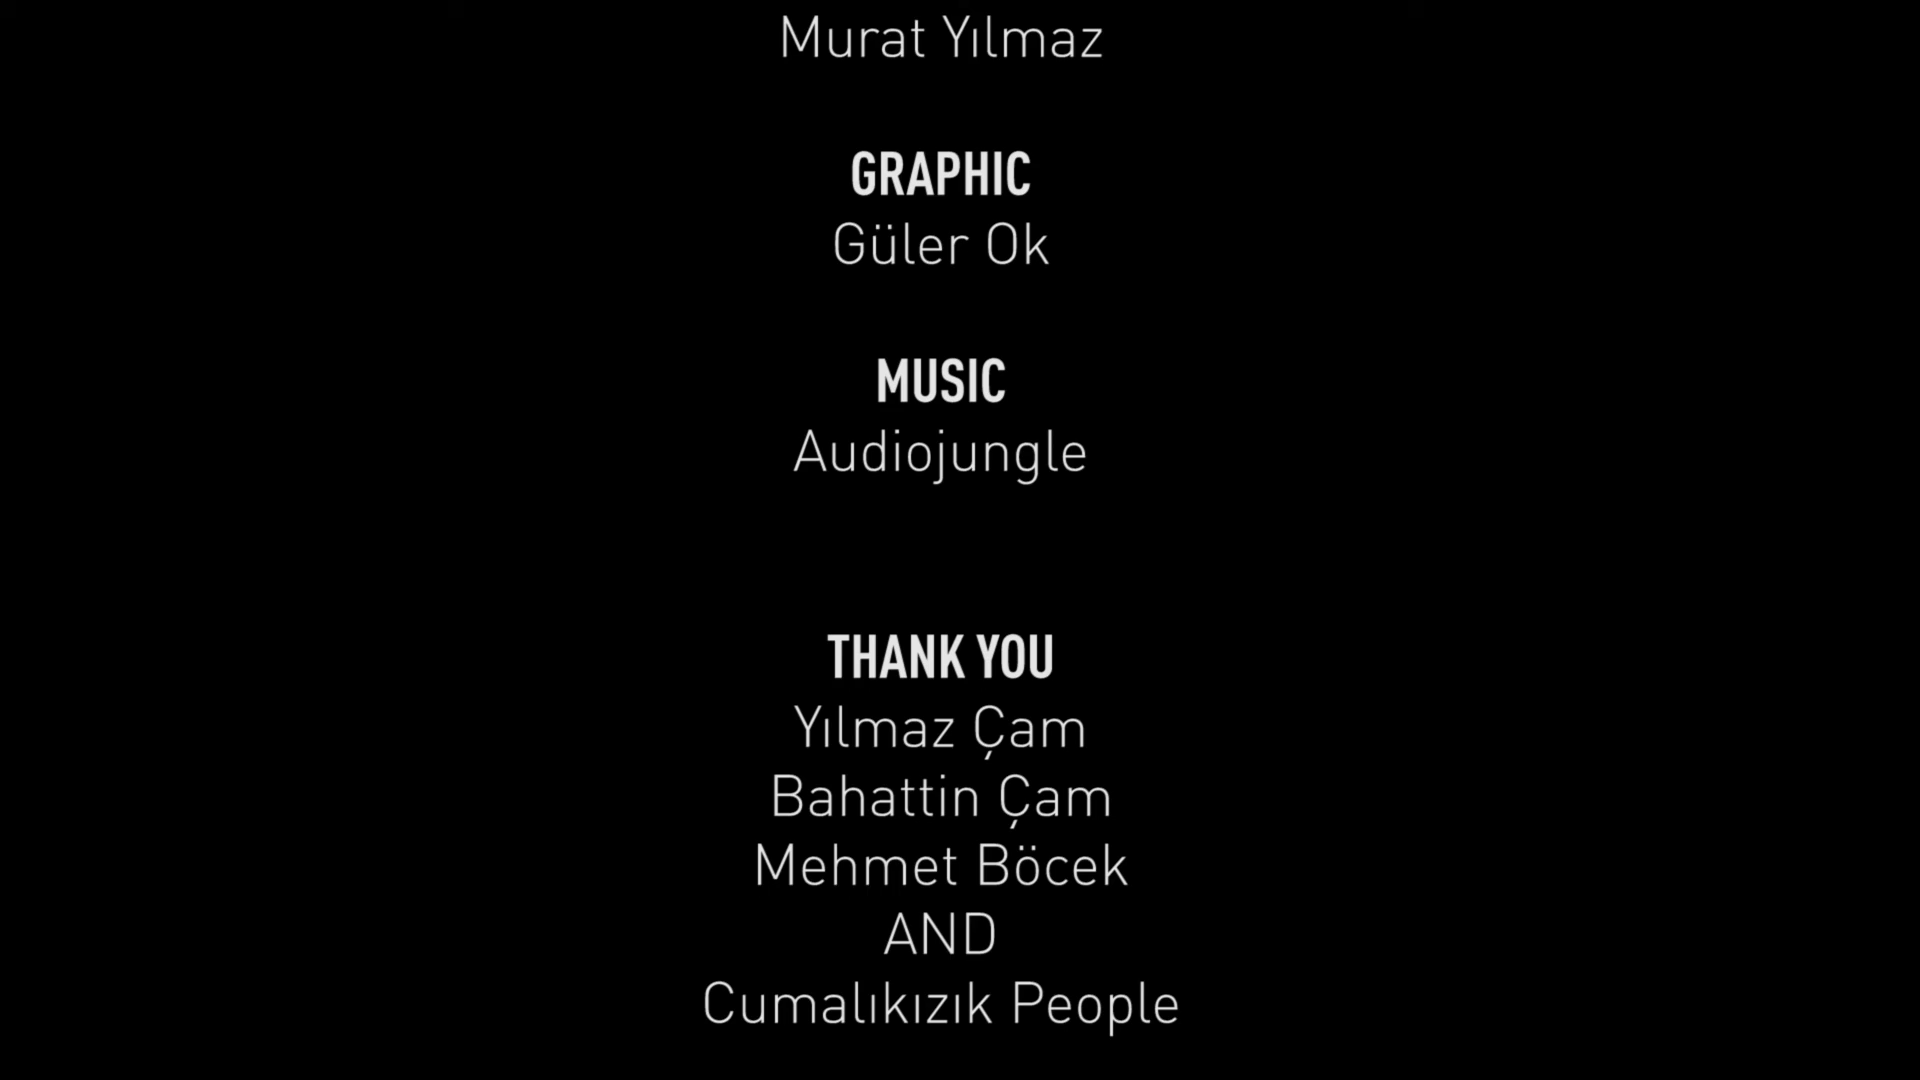 Murat Yılmaz
GRAPHIC
Güler Ok
MUSIC
Audiojungle
THANK YOU
Yılmaz Çam
Bahattin Çam
Mehmet Böcek
AND
Cumalıkızık People